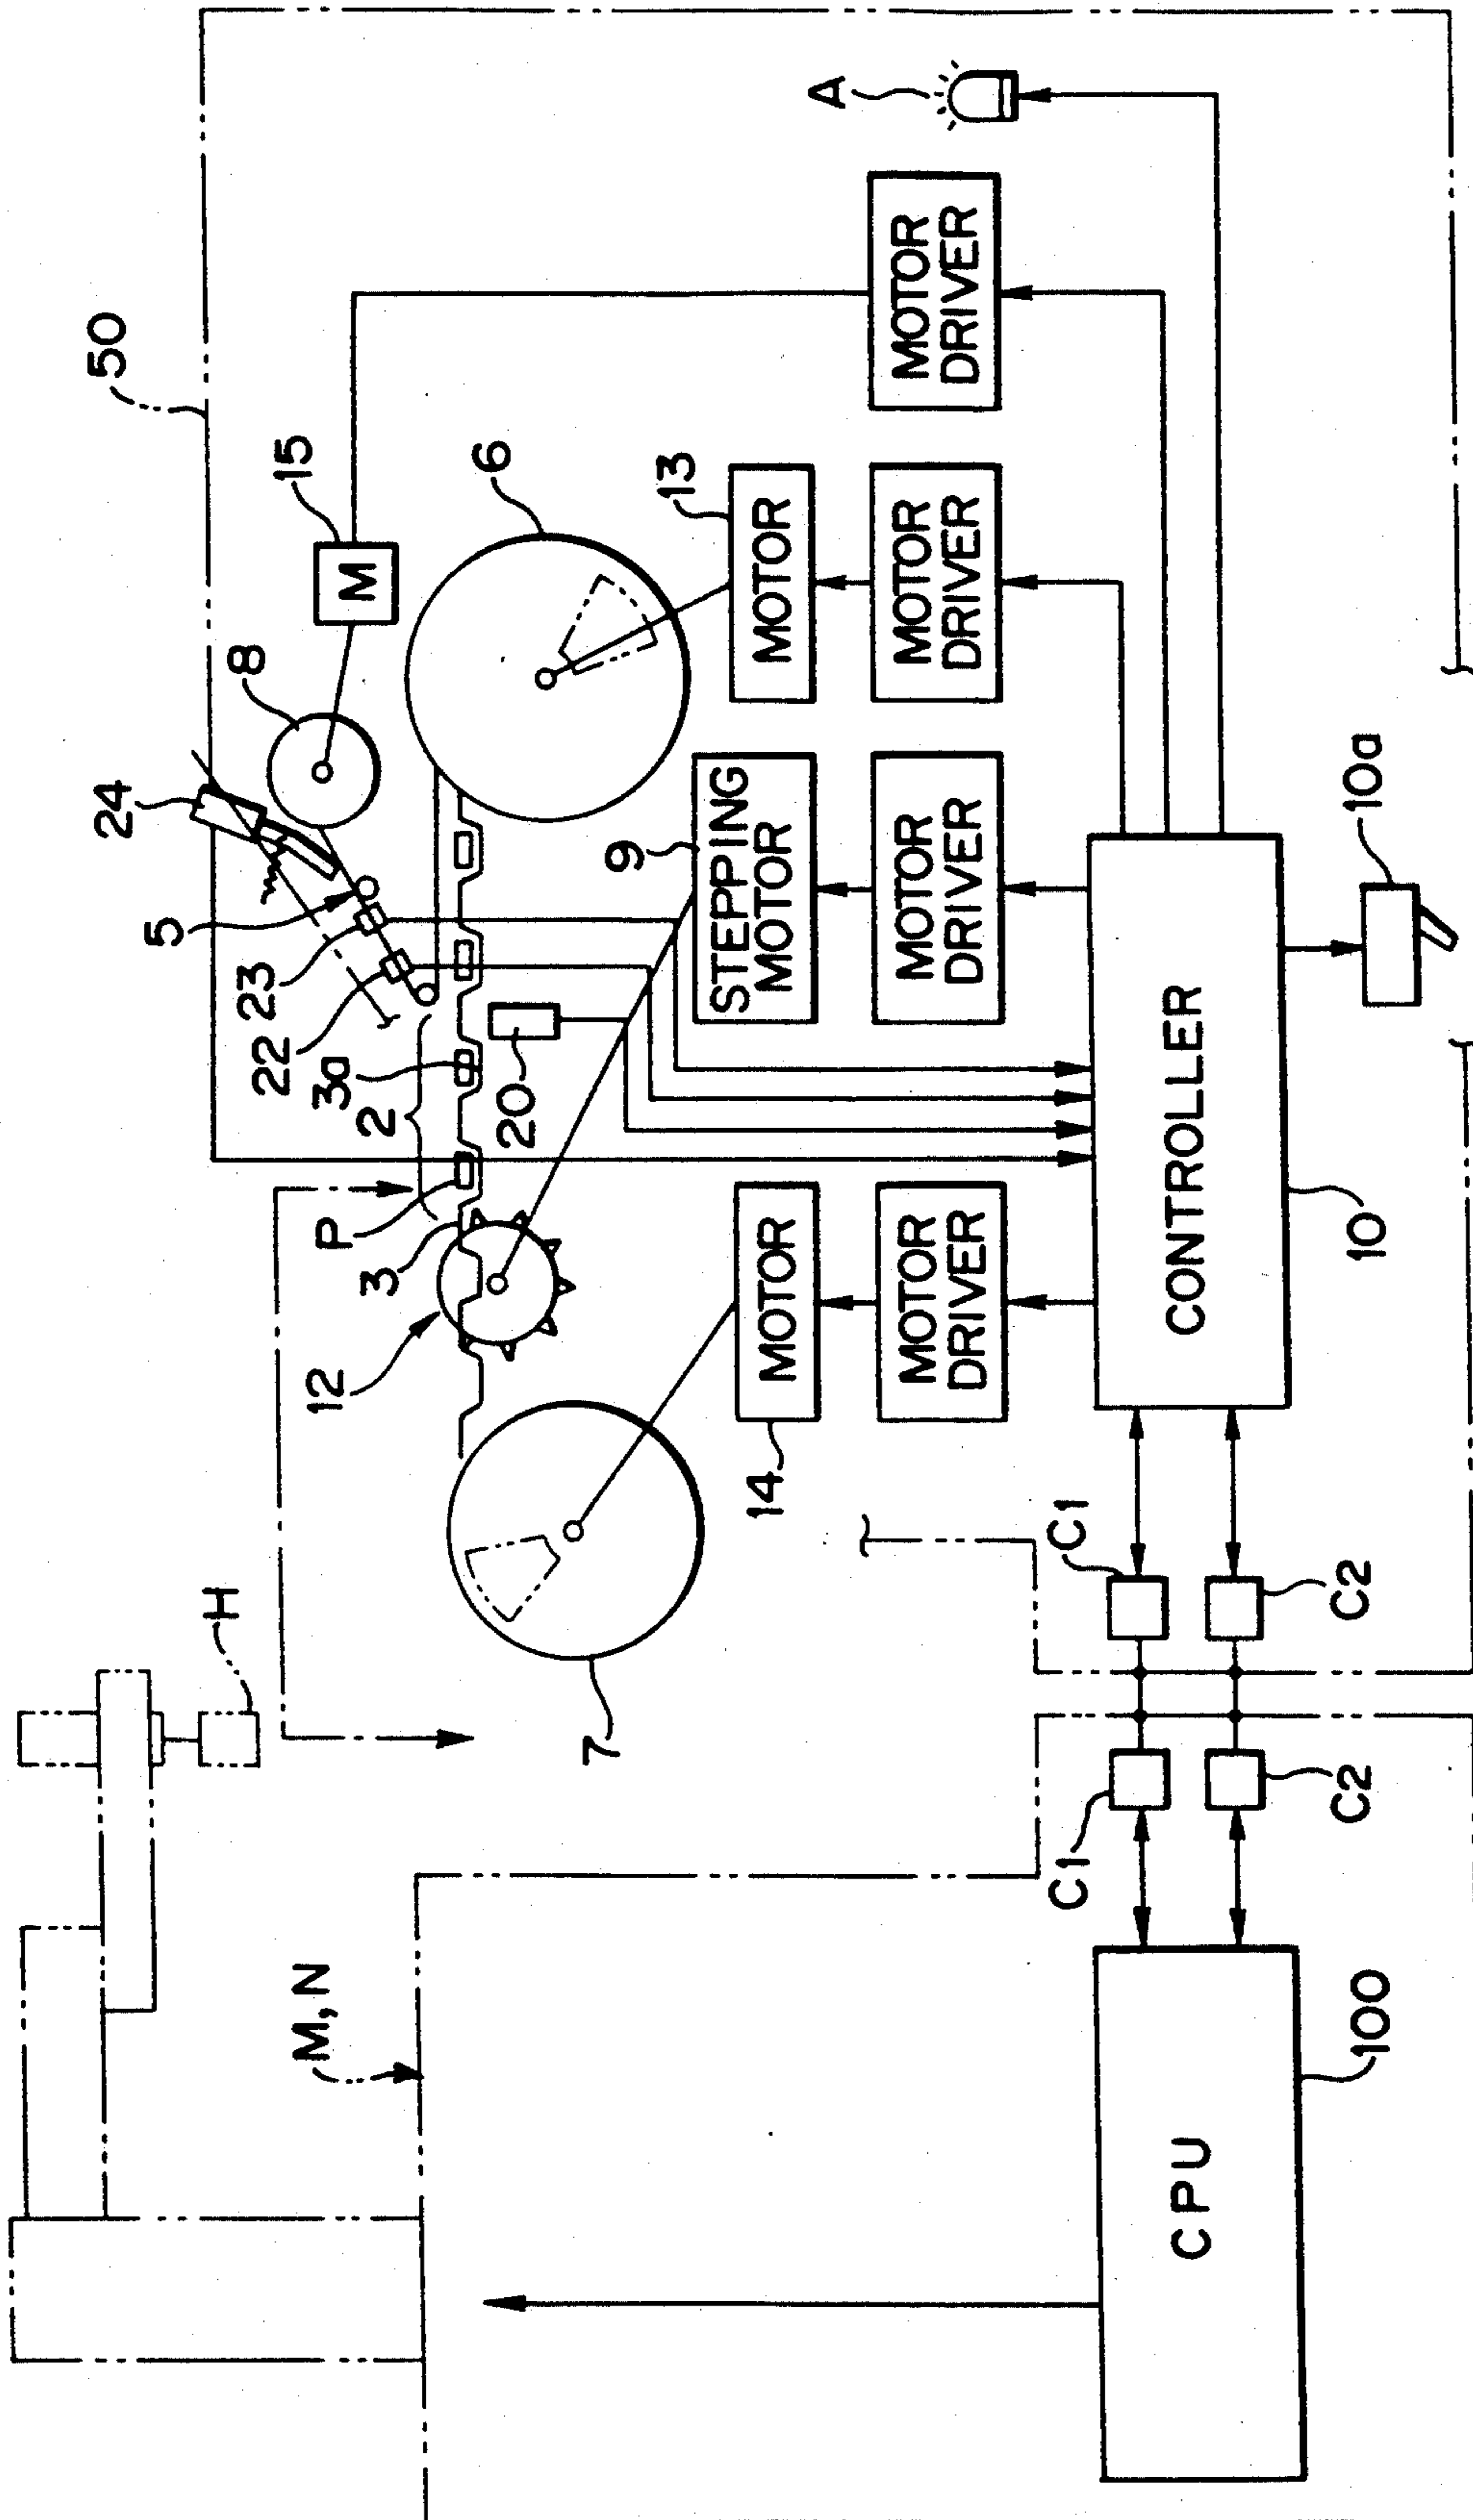 50
A
15
8
24
6
5
23
22
M
3a
2
20
P
3
12
9
13
H
M, N
7
14
MOTOR
STEPPING
MOTOR
MOTOR
MOTOR
DRIVER
MOTOR
DRIVER
MOTOR
DRIVER
MOTOR
DRIVER
C1
C1
C2
C2
CPU
100
CONTROLLER
10
10a